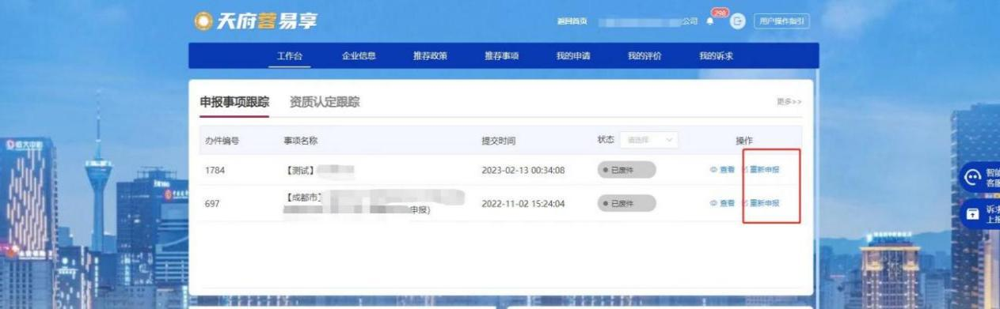 天府蓉易享
返回首页 公司 298 用户操作指引
工作台 企业信息 推荐政策 推荐事项 我的申请 我的评价 我的诉求
申报事项跟踪 资质认定跟踪 更多>>
办件编号 事项名称 提交时间 状态 请选择 操作
1784 【测试】 2023-02-13 00:34:08 已废件 查看 重新申报
697 【成都市】 2022-11-02 15:24:04 已废件 查看 重新申报
申报)
智能
客服
诉求
上报
恒大中心